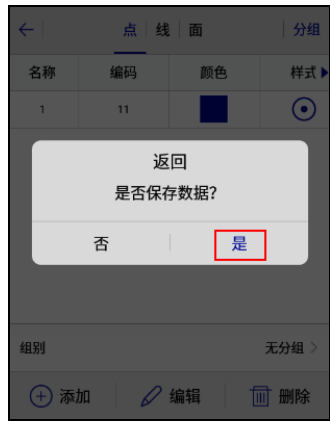 点 线 面 分组
名称 编码 颜色 样式
1 11
返回
是否保存数据?
否 是
组别 无分组
添加 编辑 删除